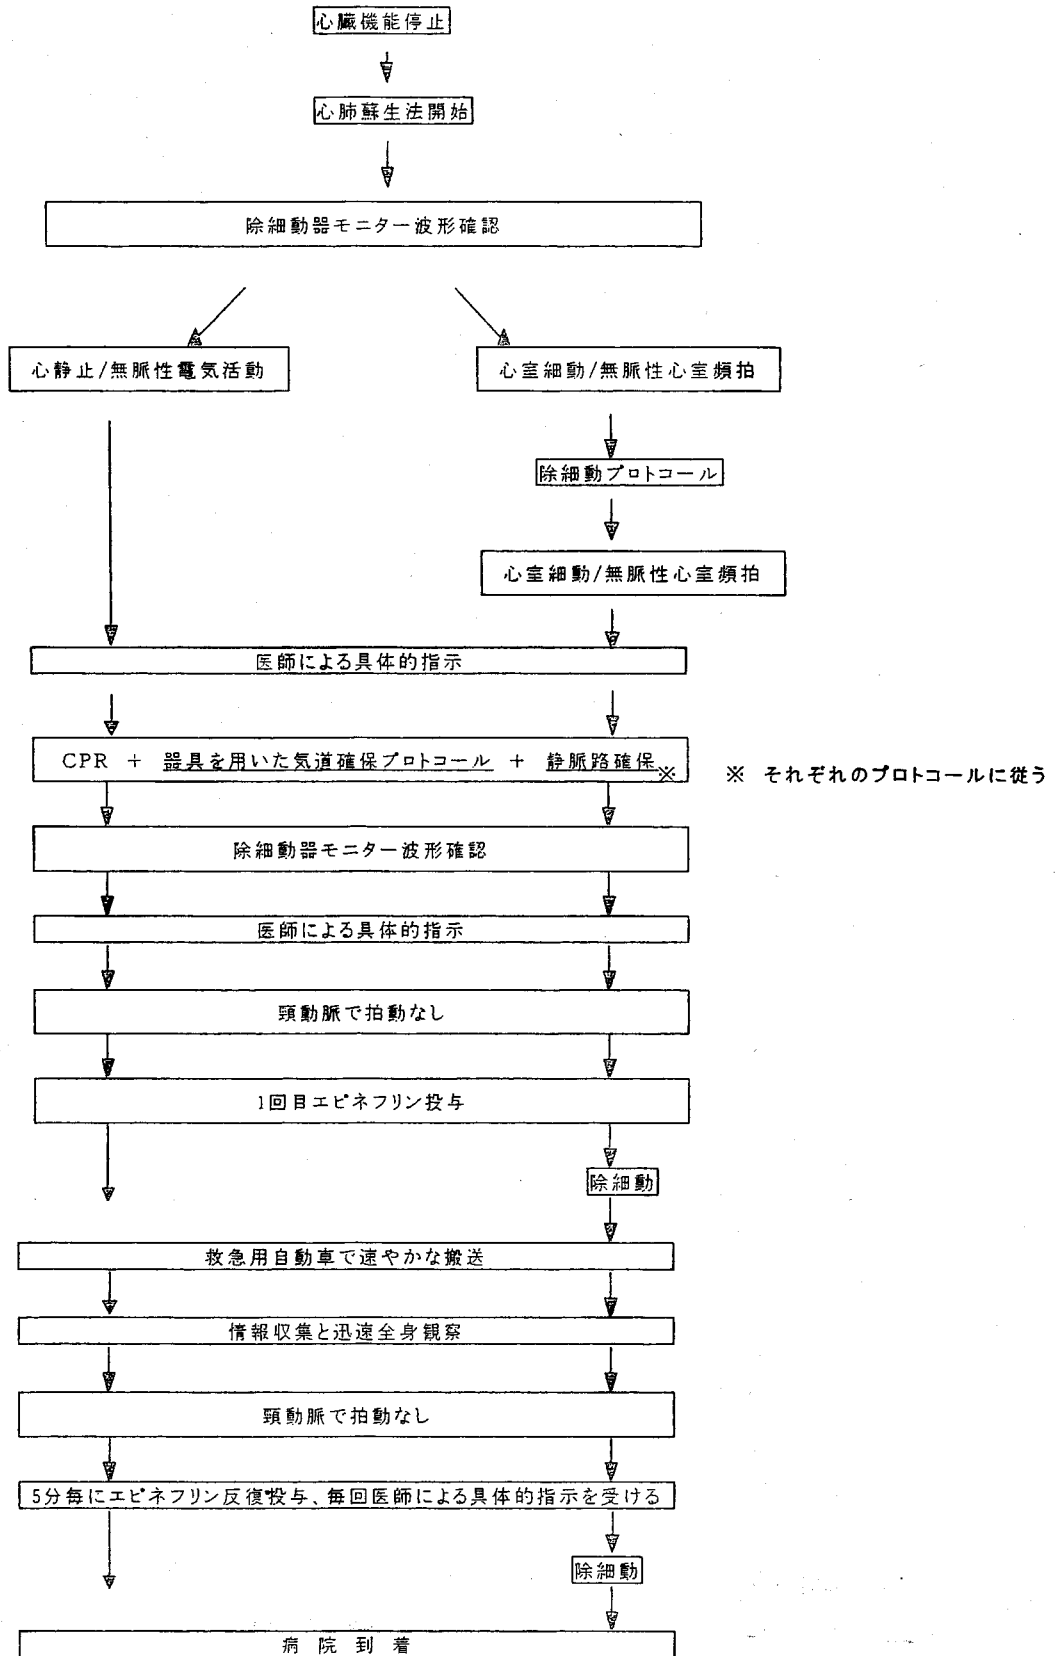 心臓機能停止
心肺蘇生法開始
除細動器モニター波形確認
心静止/無脈性電気活動
心室細動/無脈性心室頻拍
除細動プロトコール
心室細動/無脈性心室頻拍
医師による具体的指示
CPR + 器具を用いた気道確保プロトコール + 静脈路確保※ ※ それぞれのプロトコールに従う
除細動器モニター波形確認
医師による具体的指示
頸動脈で拍動なし
1回目エピネフリン投与
除細動
救急用自動車で速やかな搬送
情報収集と迅速全身観察
頸動脈で拍動なし
5分毎にエピネフリン反復投与、毎回医師による具体的指示を受ける
除細動
病院到着